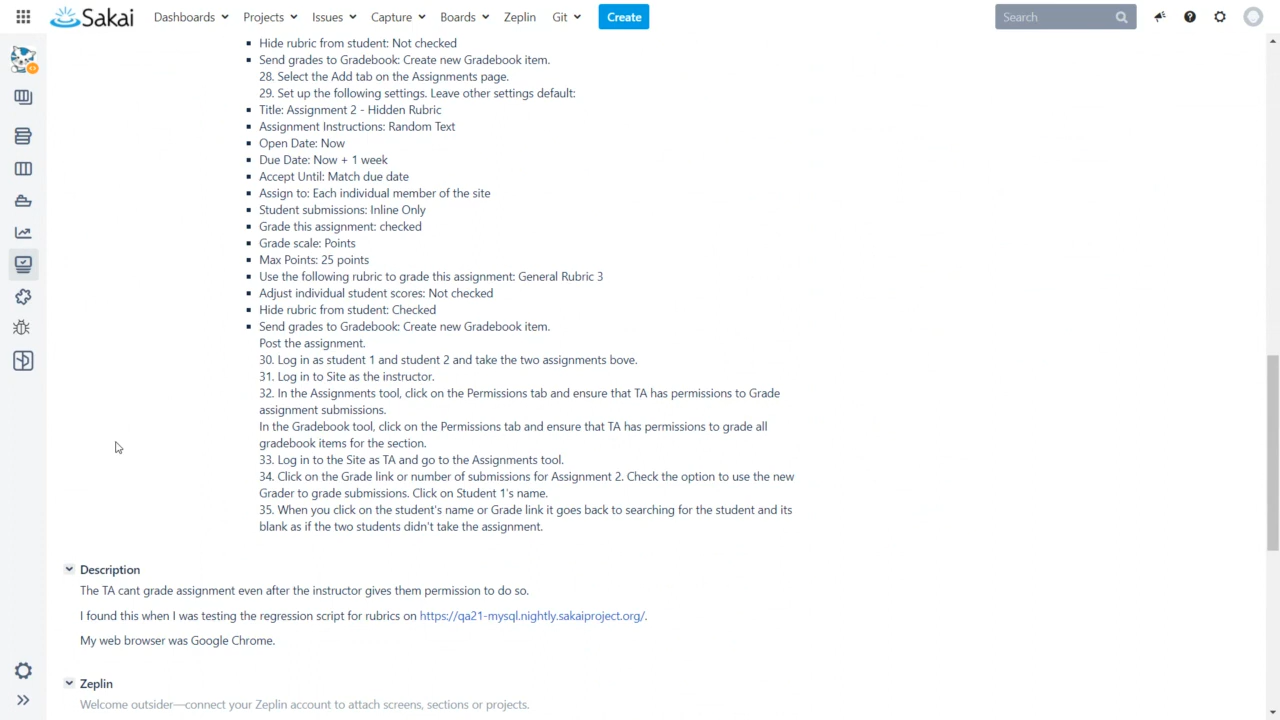 Sakai
Dashboards Projects Issues Capture Boards Zeplin Git Create Search
Hide rubric from student: Not checked
Send grades to Gradebook: Create new Gradebook item.
28. Select the Add tab on the Assignments page.
29. Set up the following settings. Leave other settings default:
Title: Assignment 2 - Hidden Rubric
Assignment Instructions: Random Text
Open Date: Now
Due Date: Now + 1 week
Accept Until: Match due date
Assign to: Each individual member of the site
Student submissions: Inline Only
Grade this assignment: checked
Grade scale: Points
Max Points: 25 points
Use the following rubric to grade this assignment: General Rubric 3
Adjust individual student scores: Not checked
Hide rubric from student: Checked
Send grades to Gradebook: Create new Gradebook item.
Post the assignment.
30. Log in as student 1 and student 2 and take the two assignments bove.
31. Log in to Site as the instructor.
32. In the Assignments tool, click on the Permissions tab and ensure that TA has permissions to Grade
assignment submissions.
In the Gradebook tool, click on the Permissions tab and ensure that TA has permissions to grade all
gradebook items for the section.
33. Log in to the Site as TA and go to the Assignments tool.
34. Click on the Grade link or number of submissions for Assignment 2. Check the option to use the new
Grader to grade submissions. Click on Student 1's name.
35. When you click on the student's name or Grade link it goes back to searching for the student and its
blank as if the two students didn't take the assignment.
Description
The TA cant grade assignment even after the instructor gives them permission to do so.
I found this when I was testing the regression script for rubrics on https://qa21-mysql.nightly.sakaiproject.org/.
My web browser was Google Chrome.
Zeplin
Welcome outsider—connect your Zeplin account to attach screens, sections or projects.